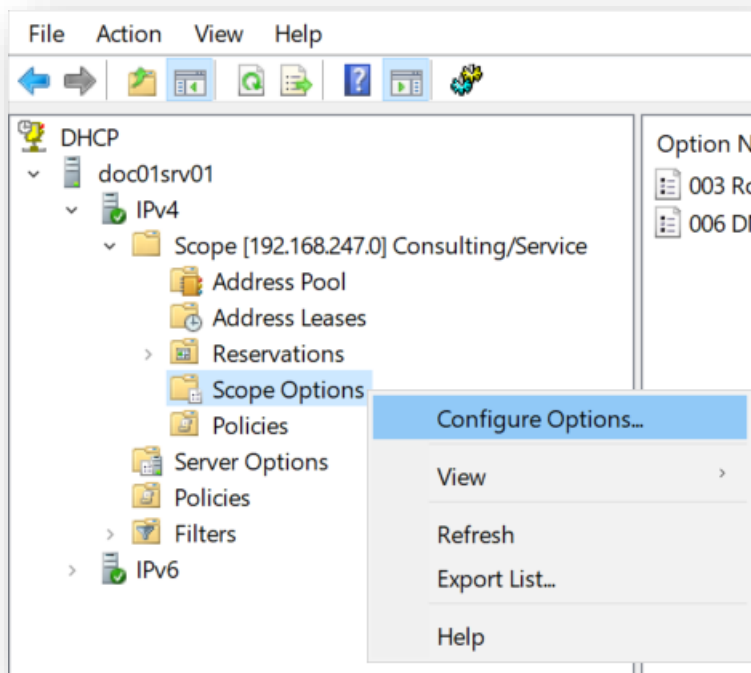 File Action View Help
DHCP
doc01srv01
IPv4
Scope [192.168.247.0] Consulting/Service
Address Pool
Address Leases
Reservations
Scope Options
Policies
Server Options
Policies
Filters
IPv6
Option
003
006
Configure Options...
View
Refresh
Export List...
Help